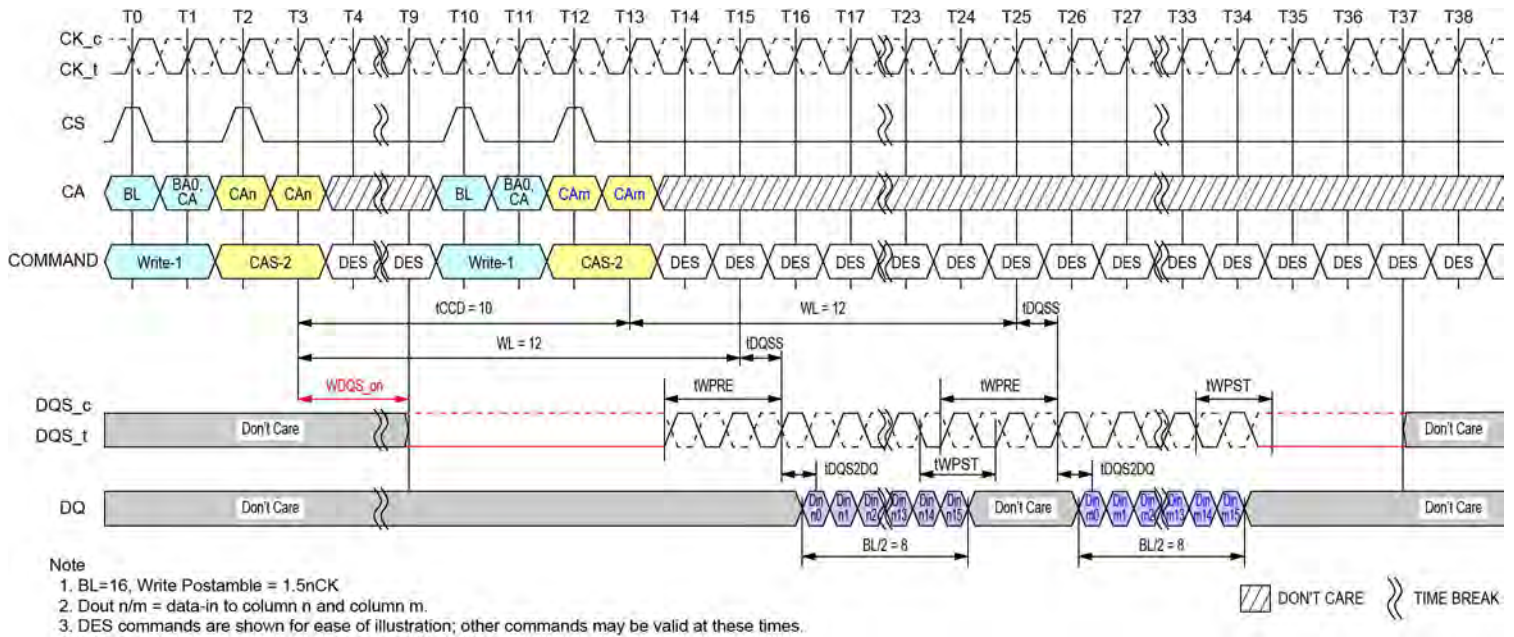 T0 T1 T2 T3 T4 T9 T10 T11 T12 T13 T14 T15 T16 T17 T23 T24 T25 T26 T27 T33 T34 T35 T36 T37 T38
CK_c
CK_t
CS
CA BL BA0, CA CAn CAn BL BA0, CA CAm CAm
COMMAND Write-1 CAS-2 DES DES Write-1 CAS-2 DES DES DES DES DES DES DES DES DES DES DES DES DES DES DES
tCCD = 10 WL = 12 tDQSS
WL = 12 tDQSS
WDQS_on tWPRE tWPRE tWPST
DQS_c
DQS_t Don't Care Don't Care
tDQS2DQ tWPST tDQS2DQ
DQ Don't Care Din n0 Din n1 Din n2 Din n13 Din n14 Din n15 Don't Care Din m0 Din m1 Din m2 Din m13 Din m14 Din m15 Don't Care
BL/2 = 8 BL/2 = 8
Note
1. BL=16, Write Postamble = 1.5nCK
2. Dout n/m = data-in to column n and column m.
3. DES commands are shown for ease of illustration; other commands may be valid at these times.
DON'T CARE TIME BREAK